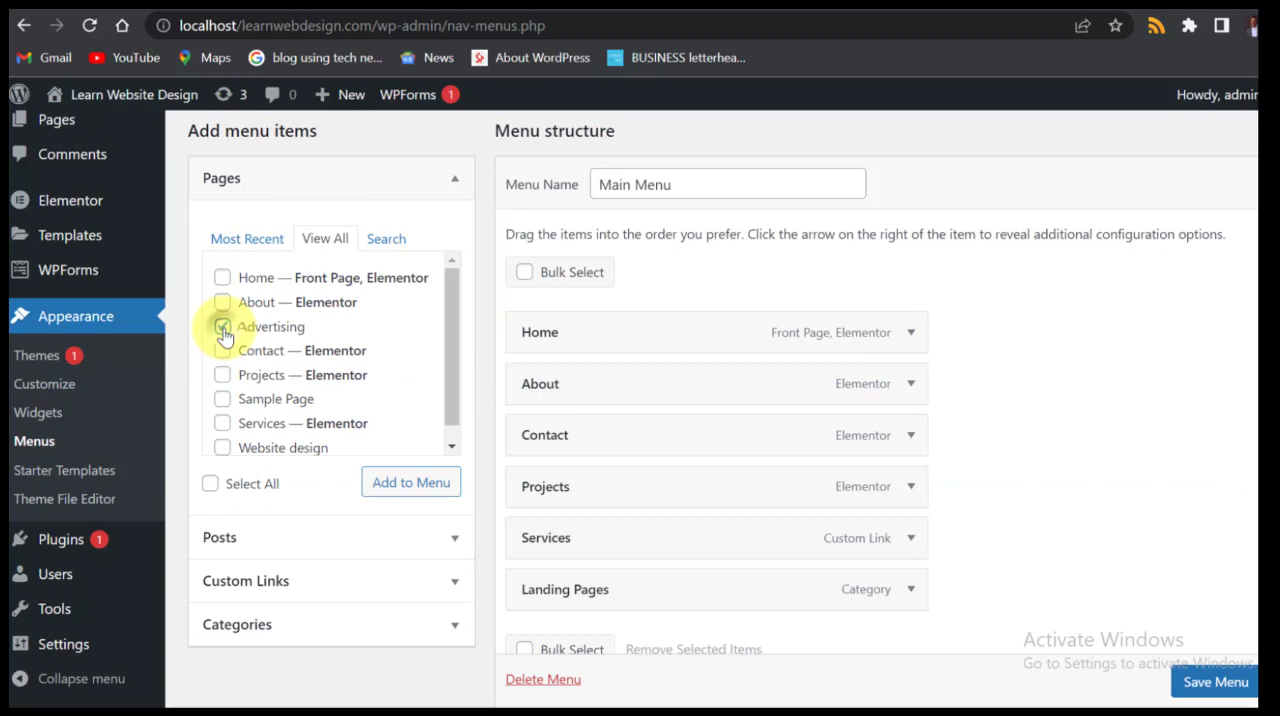 localhost/learnwebdesign.com/wp-admin/nav-menus.php
Gmail YouTube Maps blog using tech ne... News About WordPress BUSINESS letterhea...
Learn Website Design 3 0 New WPForms 1 Howdy, admin
Pages
Comments
Elementor
Templates
WPForms
Appearance
Themes 1
Customize
Widgets
Menus
Starter Templates
Theme File Editor
Plugins 1
Users
Tools
Settings
Collapse menu
Add menu items
Pages
Most Recent View All Search
Home — Front Page, Elementor
About — Elementor
Advertising
Contact — Elementor
Projects — Elementor
Sample Page
Services — Elementor
Website design
Select All Add to Menu
Posts
Custom Links
Categories
Menu structure
Menu Name Main Menu
Drag the items into the order you prefer. Click the arrow on the right of the item to reveal additional configuration options.
Bulk Select
Home Front Page, Elementor
About Elementor
Contact Elementor
Projects Elementor
Services Custom Link
Landing Pages Category
Bulk Select Remove Selected Items
Delete Menu
Activate Windows
Go to Settings to activate Windows.
Save Menu